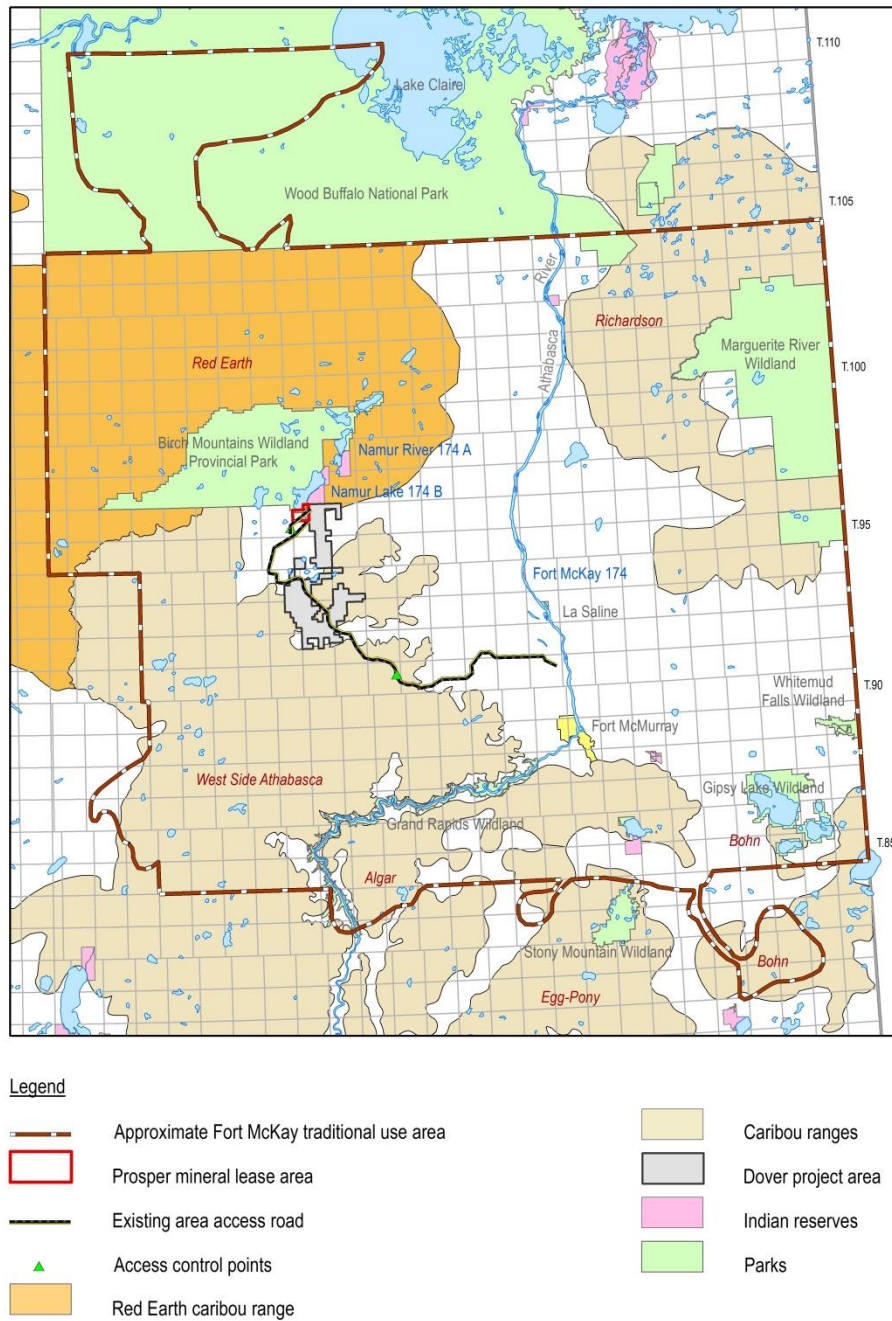 T.110
Lake Claire
Wood Buffalo National Park
T.105
River
Athabasca
Richardson
Red Earth
Marguerite River
Wildland
T.100
Birch Mountains Wildland
Provincial Park
Namur River 174 A
Namur Lake 174 B
T.95
Fort McKay 174
La Saline
T.90
Whitemud
Falls Wildland
Fort McMurray
West Side Athabasca
Gipsy Lake Wildland
Grand Rapids Wildland
Bohn
T.85
Algar
Stony Mountain Wildland
Bohn
Egg-Pony
Legend
Approximate Fort McKay traditional use area
Prosper mineral lease area
Existing area access road
Access control points
Red Earth caribou range
Caribou ranges
Dover project area
Indian reserves
Parks